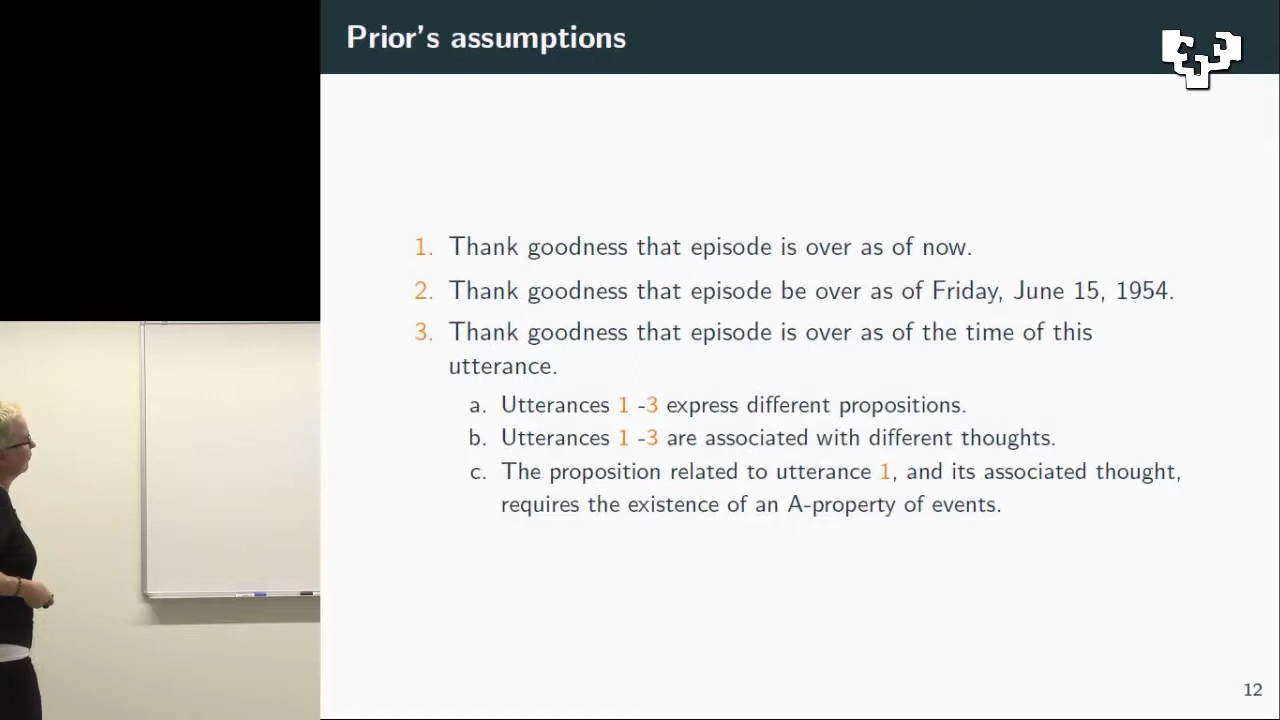 Prior's assumptions
1. Thank goodness that episode is over as of now.
2. Thank goodness that episode be over as of Friday, June 15, 1954.
3. Thank goodness that episode is over as of the time of this
utterance.
a. Utterances 1 -3 express different propositions.
b. Utterances 1 -3 are associated with different thoughts.
c. The proposition related to utterance 1, and its associated thought,
requires the existence of an A-property of events.
12